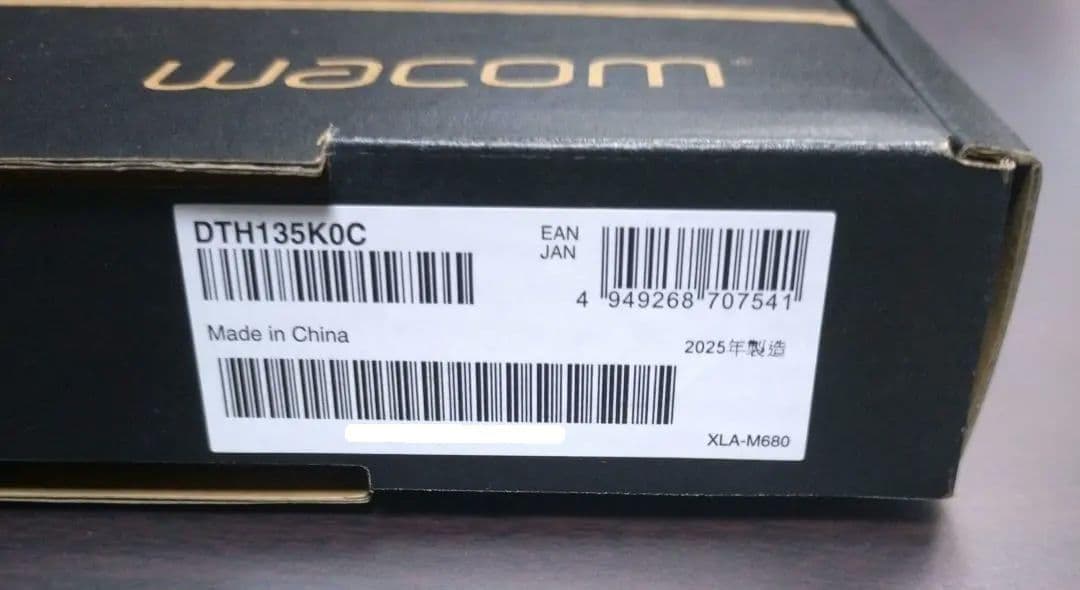 wacom
DTH135K0C
EAN
JAN
4 949268 707541
Made in China
2025年製造
XLA-M680